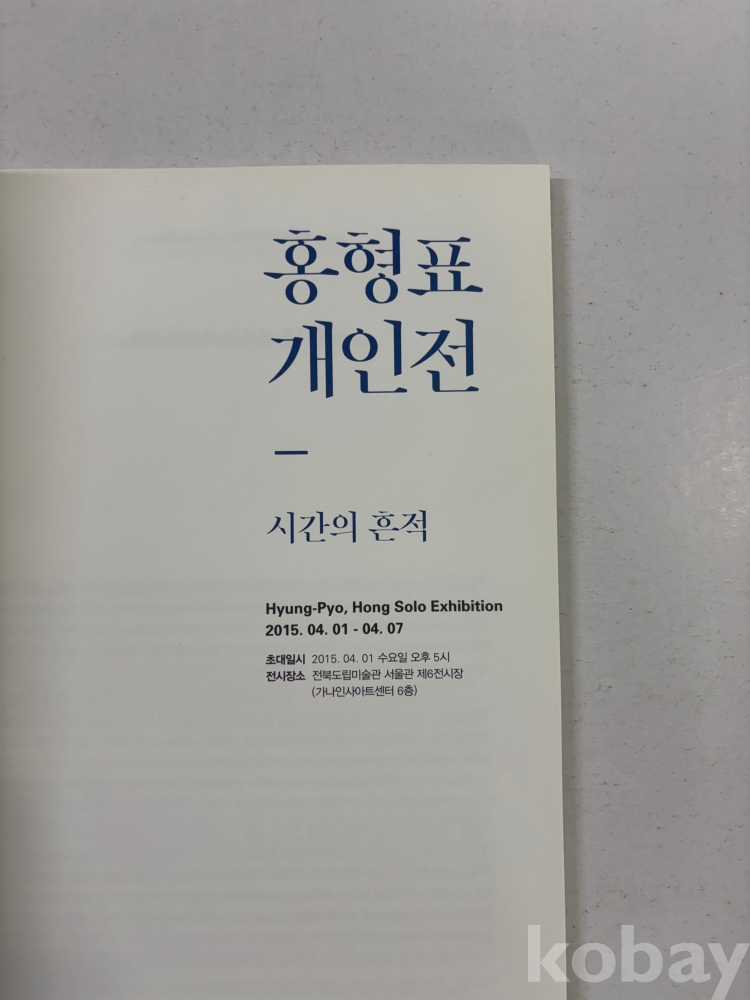 홍형표
개인전
–
시간의 흔적
Hyung-Pyo, Hong Solo Exhibition
2015. 04. 01 - 04. 07
초대일시 2015. 04. 01 수요일 오후 5시
전시장소 전북도립미술관 서울관 제6전시장
(가나인사아트센터 6층)
kobay